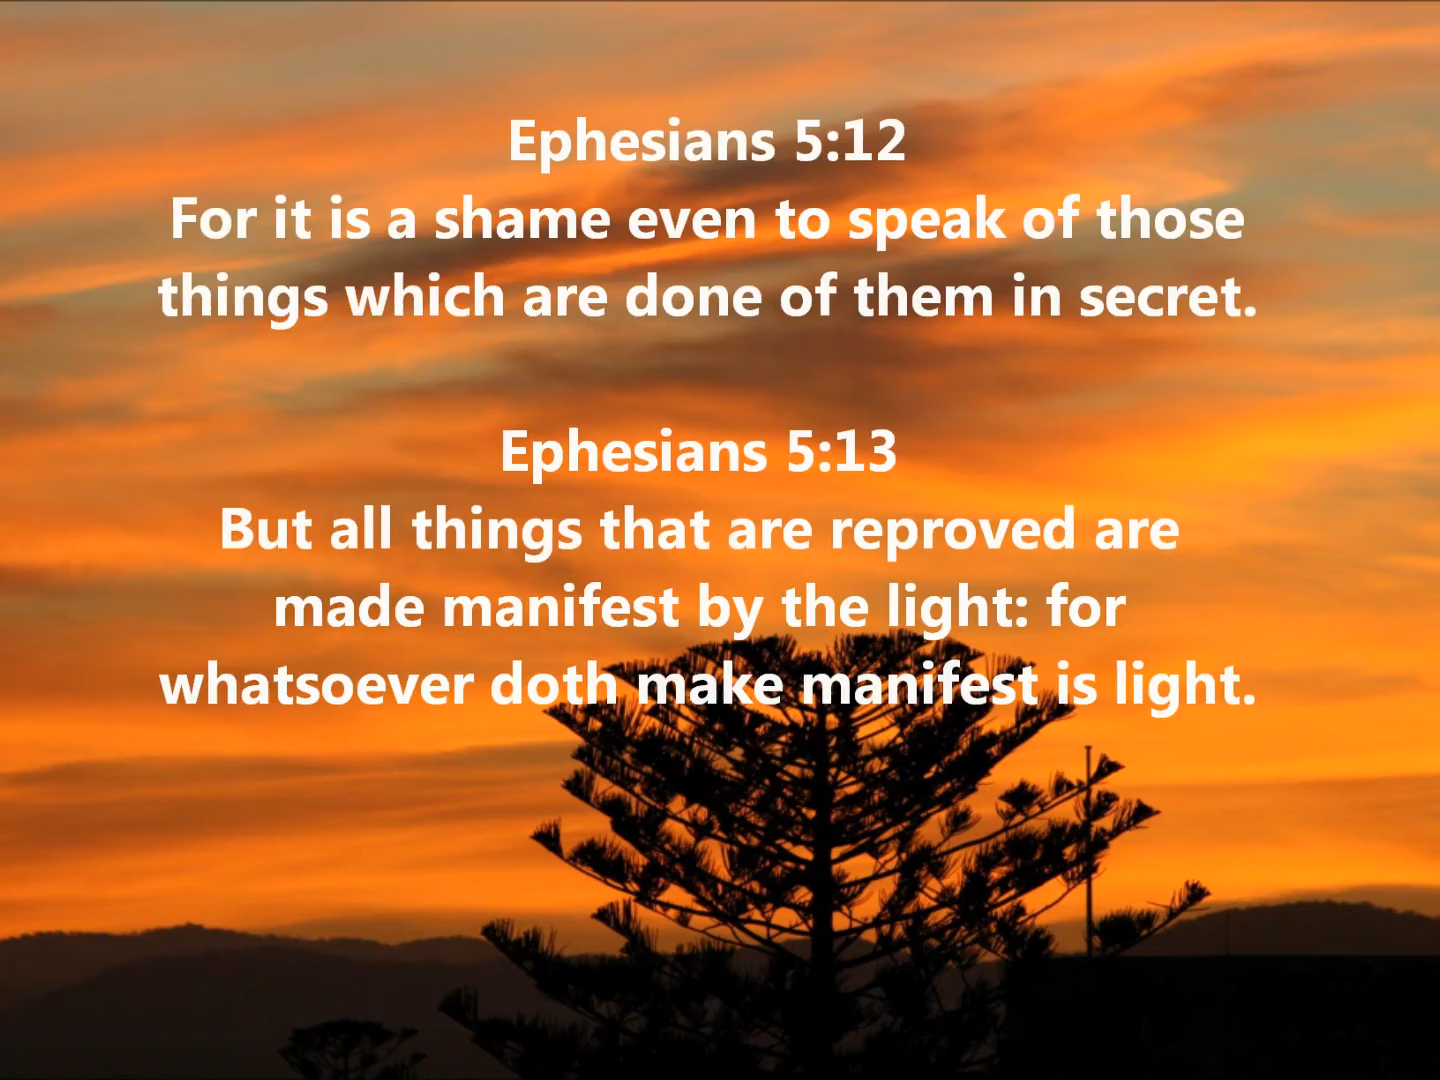 Ephesians 5:12
For it is a shame even to speak of those
things which are done of them in secret.
Ephesians 5:13
But all things that are reproved are
made manifest by the light: for
whatsoever doth make manifest is light.